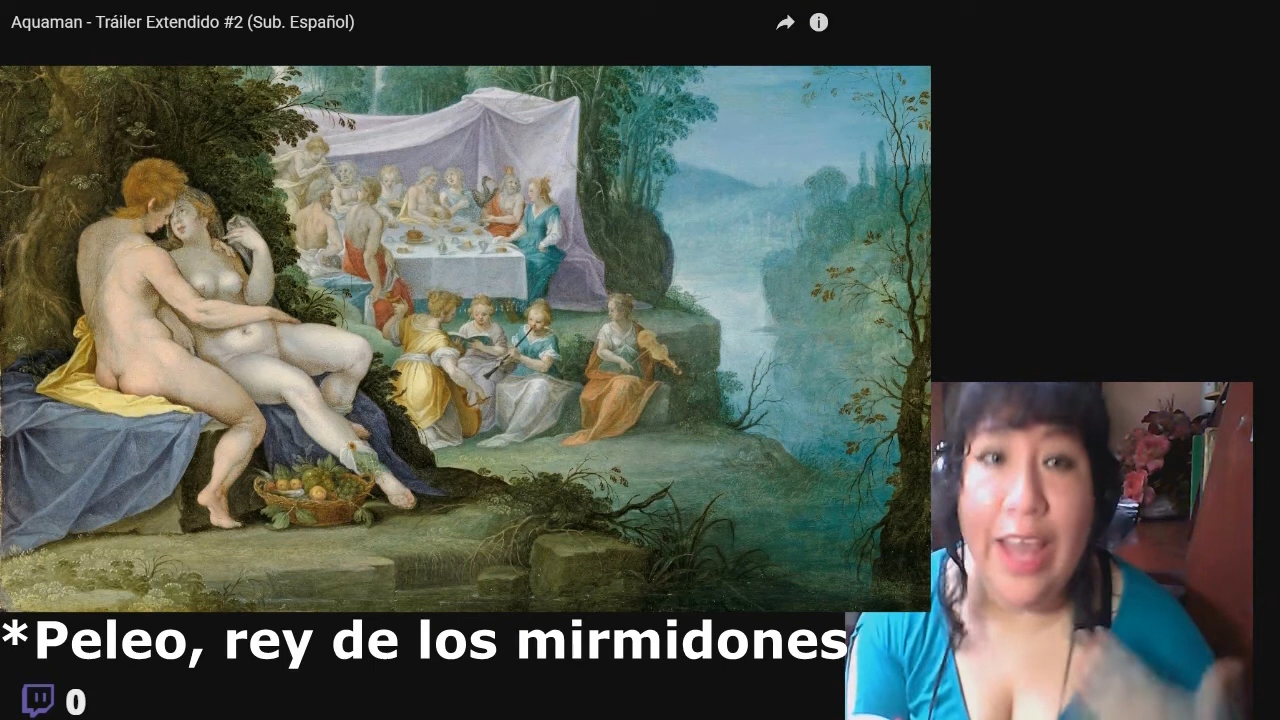 Aquaman - Tráiler Extendido #2 (Sub. Español)
*Peleo, rey de los mirmidones
0